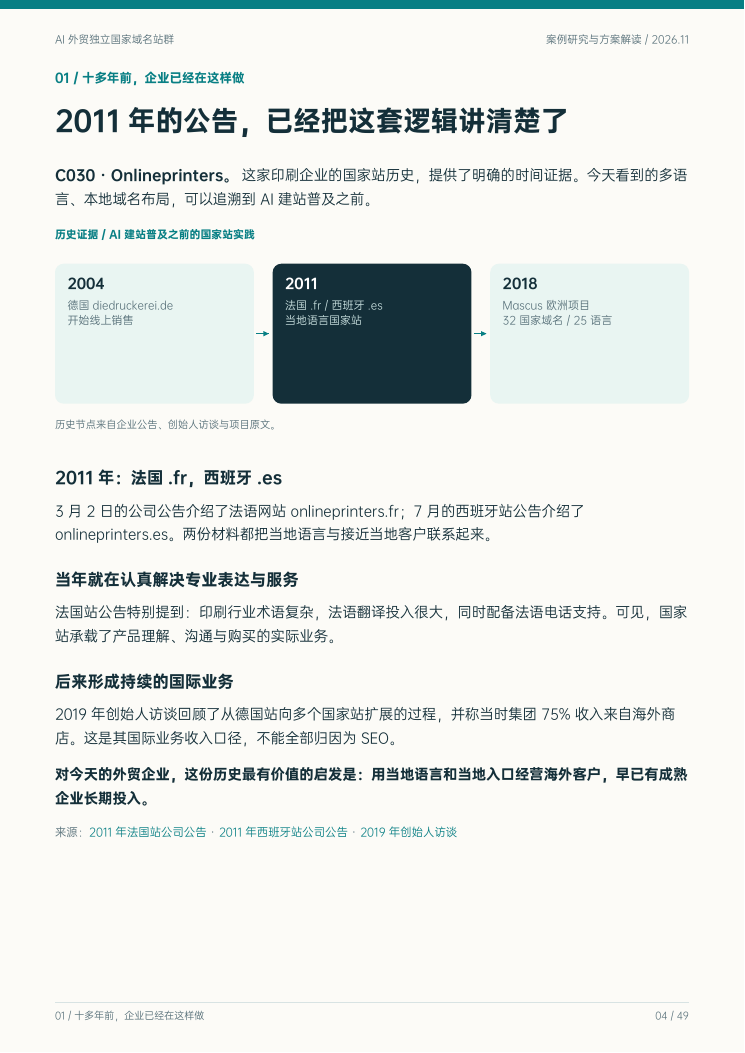 AI 外贸独立国家域名站群
案例研究与方案解读 / 2026.11
01 / 十多年前，企业已经在这样做
2011 年的公告，已经把这套逻辑讲清楚了
C030 · Onlineprinters。 这家印刷企业的国家站历史，提供了明确的时间证据。今天看到的多语
言、本地域名布局，可以追溯到 AI 建站普及之前。
历史证据 / AI 建站普及之前的国家站实践
2004
德国 diedruckerei.de
开始线上销售
2011
法国 .fr / 西班牙 .es
当地语言国家站
2018
Mascus 欧洲项目
32 国家域名 / 25 语言
历史节点来自企业公告、创始人访谈与项目原文。
2011 年：法国 .fr，西班牙 .es
3 月 2 日的公司公告介绍了法语网站 onlineprinters.fr；7 月的西班牙站公告介绍了
onlineprinters.es。两份材料都把当地语言与接近当地客户联系起来。
当年就在认真解决专业表达与服务
法国站公告特别提到：印刷行业术语复杂，法语翻译投入很大，同时配备法语电话支持。可见，国家
站承载了产品理解、沟通与购买的实际业务。
后来形成持续的国际业务
2019 年创始人访谈回顾了从德国站向多个国家站扩展的过程，并称当时集团 75% 收入来自海外商
店。这是其国际业务收入口径，不能全部归因为 SEO。
对今天的外贸企业，这份历史最有价值的启发是：用当地语言和当地入口经营海外客户，早已有成熟
企业长期投入。
来源：2011 年法国站公司公告 · 2011 年西班牙站公司公告 · 2019 年创始人访谈
01 / 十多年前，企业已经在这样做
04 / 49